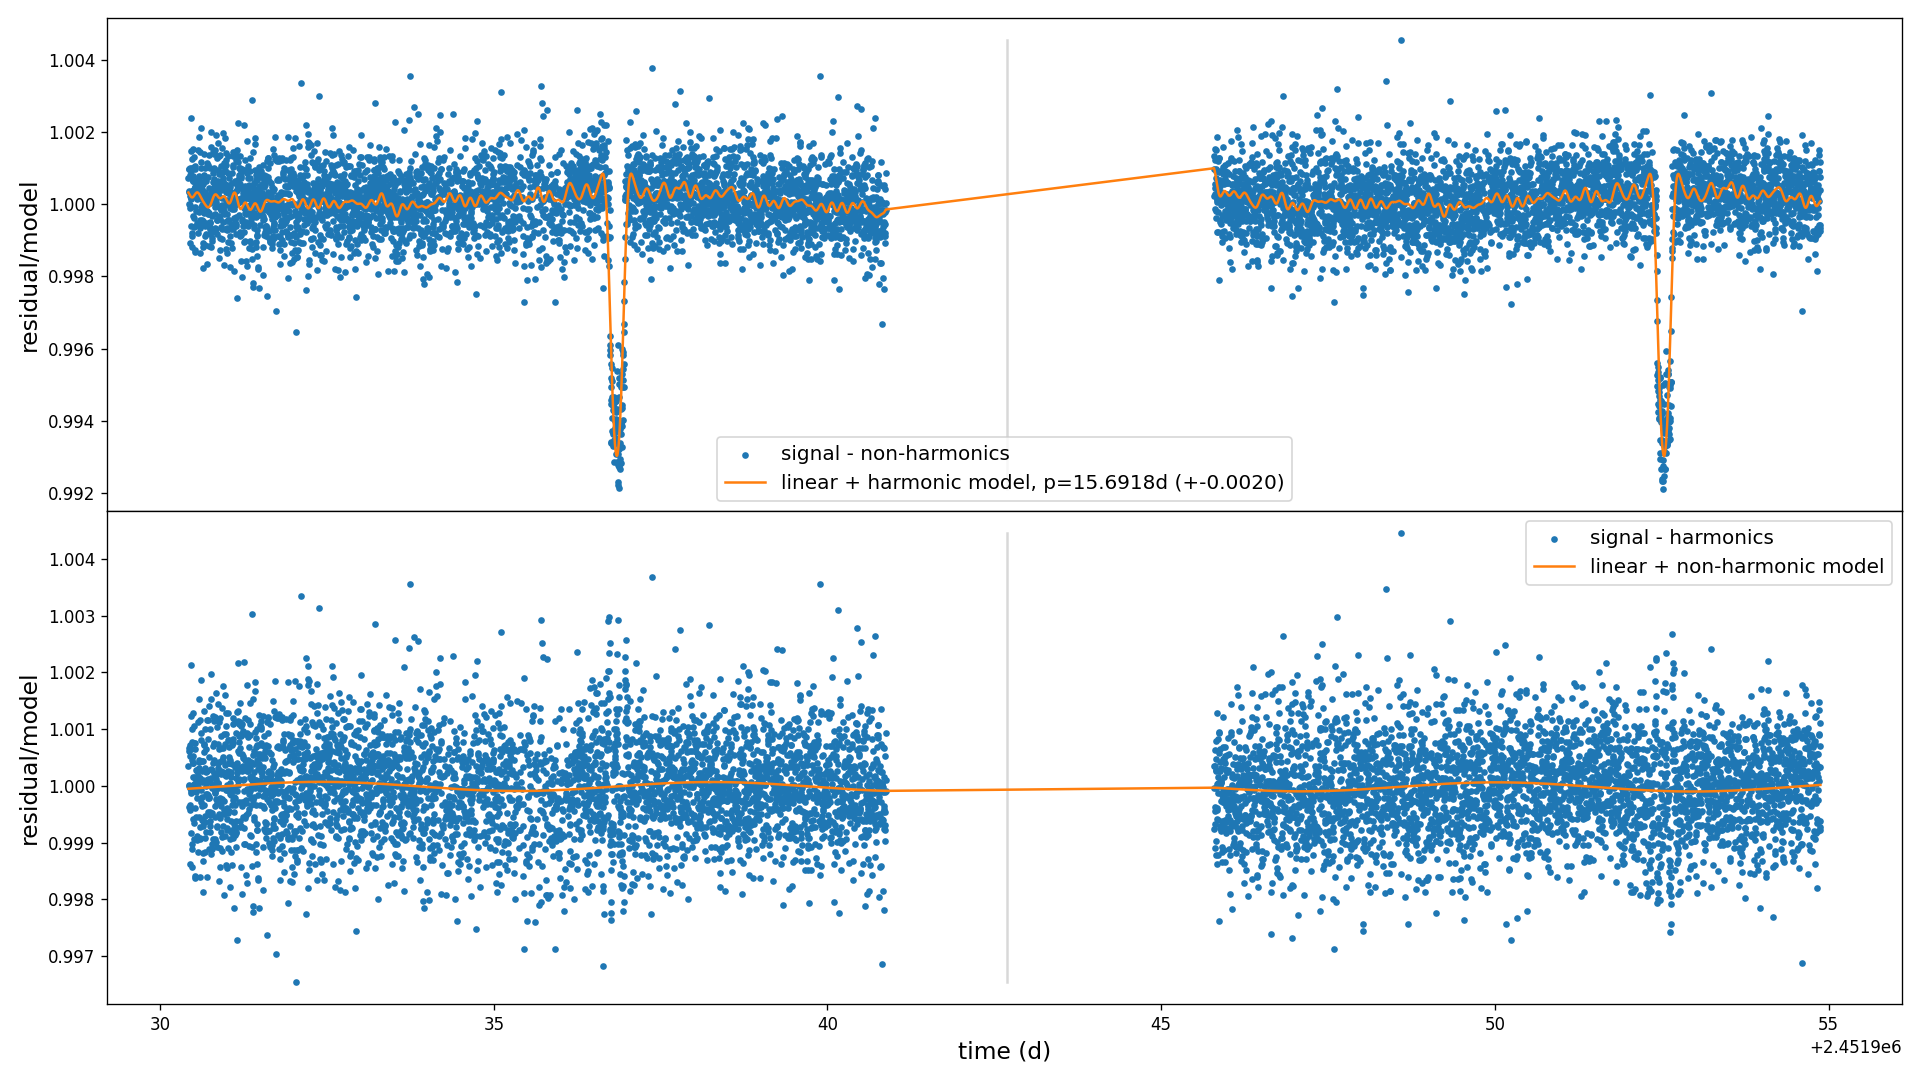 1.004
1.002
1.000
0.998
0.996
0.994
0.992
residual/model
signal - non-harmonics
linear + harmonic model, p=15.6918d (+-0.0020)
1.004
1.003
1.002
1.001
1.000
0.999
0.998
0.997
residual/model
signal - harmonics
linear + non-harmonic model
30 35 40 45 50 55
time (d)
+2.4519e6